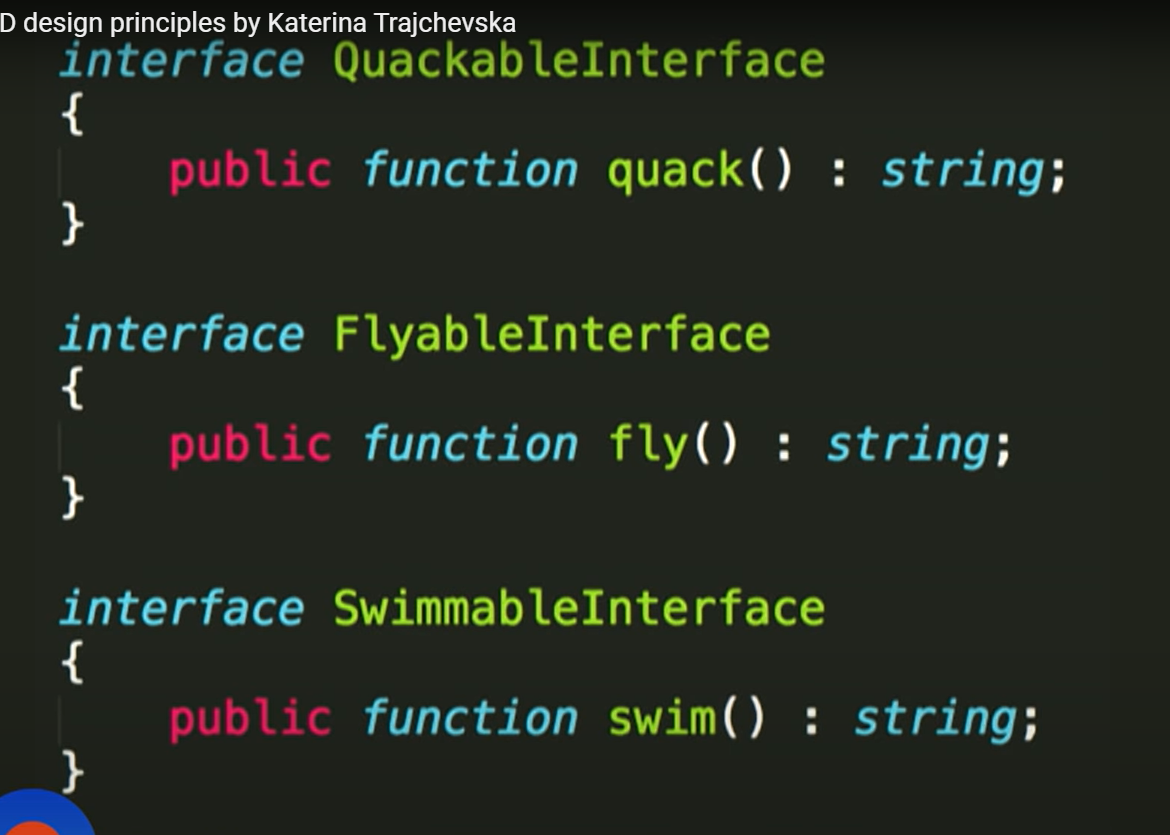 D design principles by Katerina Trajchevska
interface QuackableInterface
{
public function quack() : string;
}
interface FlyableInterface
{
public function fly() : string;
}
interface SwimmableInterface
{
public function swim() : string;
}